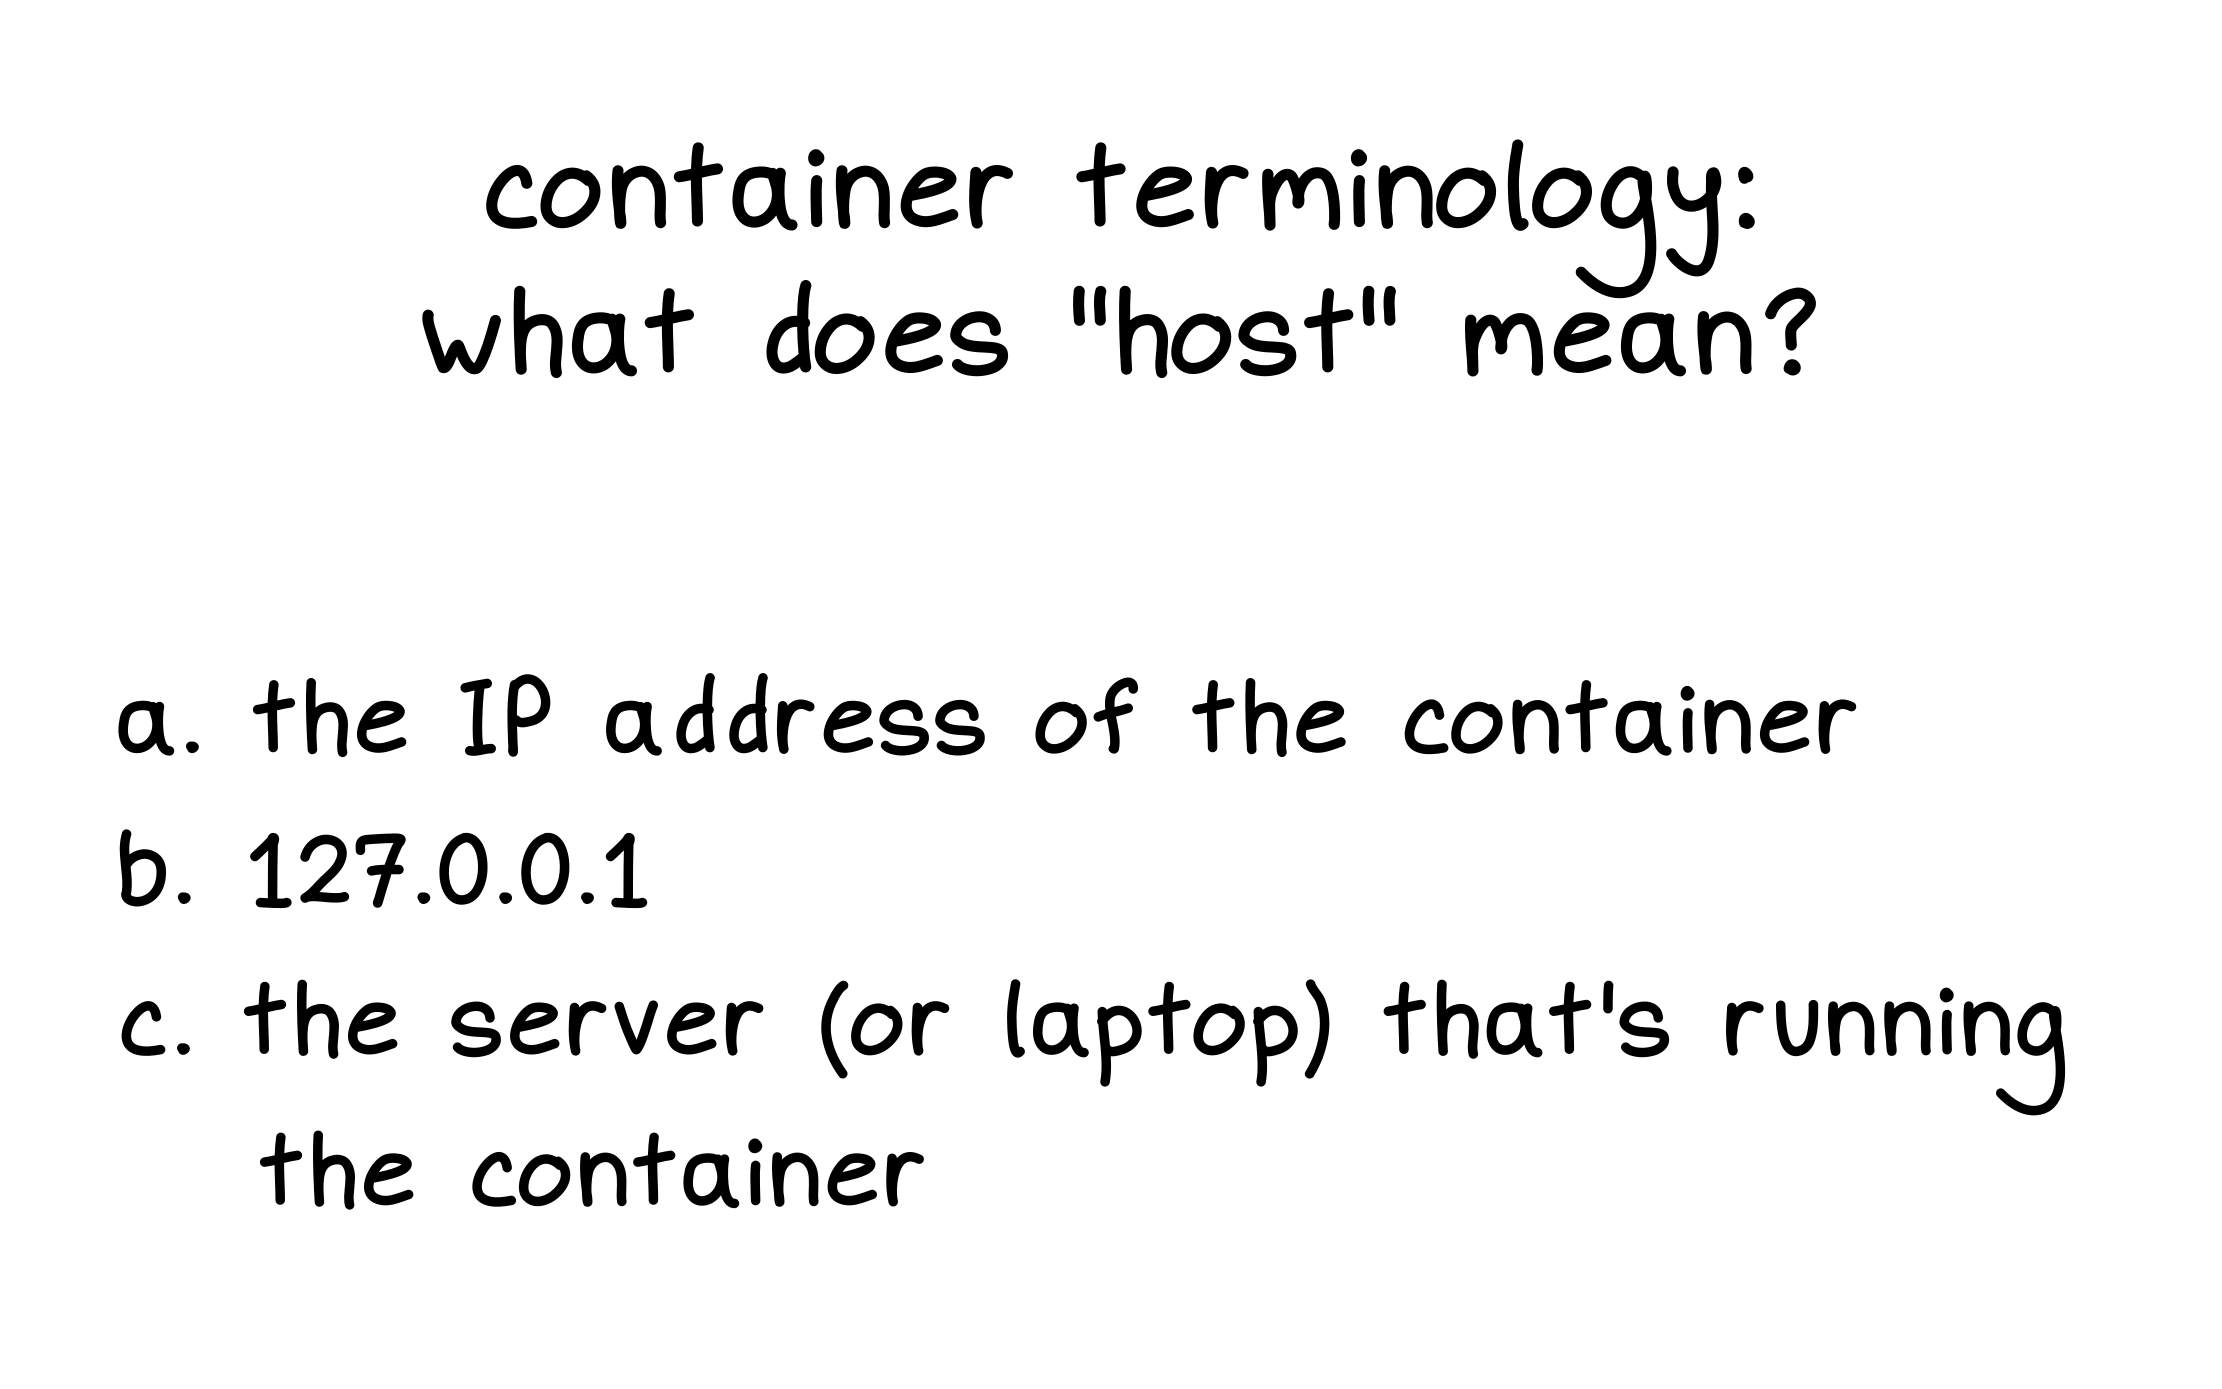 container terminology:
what does "host" mean?
a. the IP address of the container
b. 127.0.0.1
c. the server (or laptop) that's running
the container